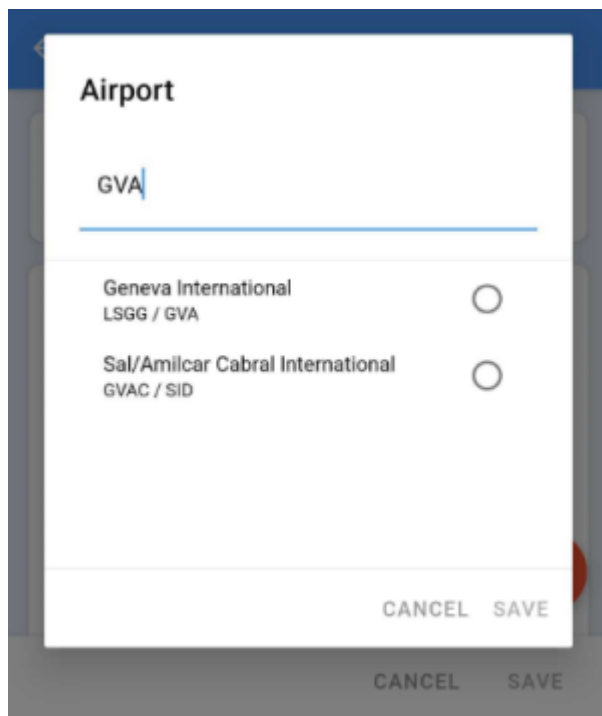 Airport
GVA
Geneva International
LSGG / GVA
Sal/Amilcar Cabral International
GVAC / SID
CANCEL SAVE
CANCEL SAVE